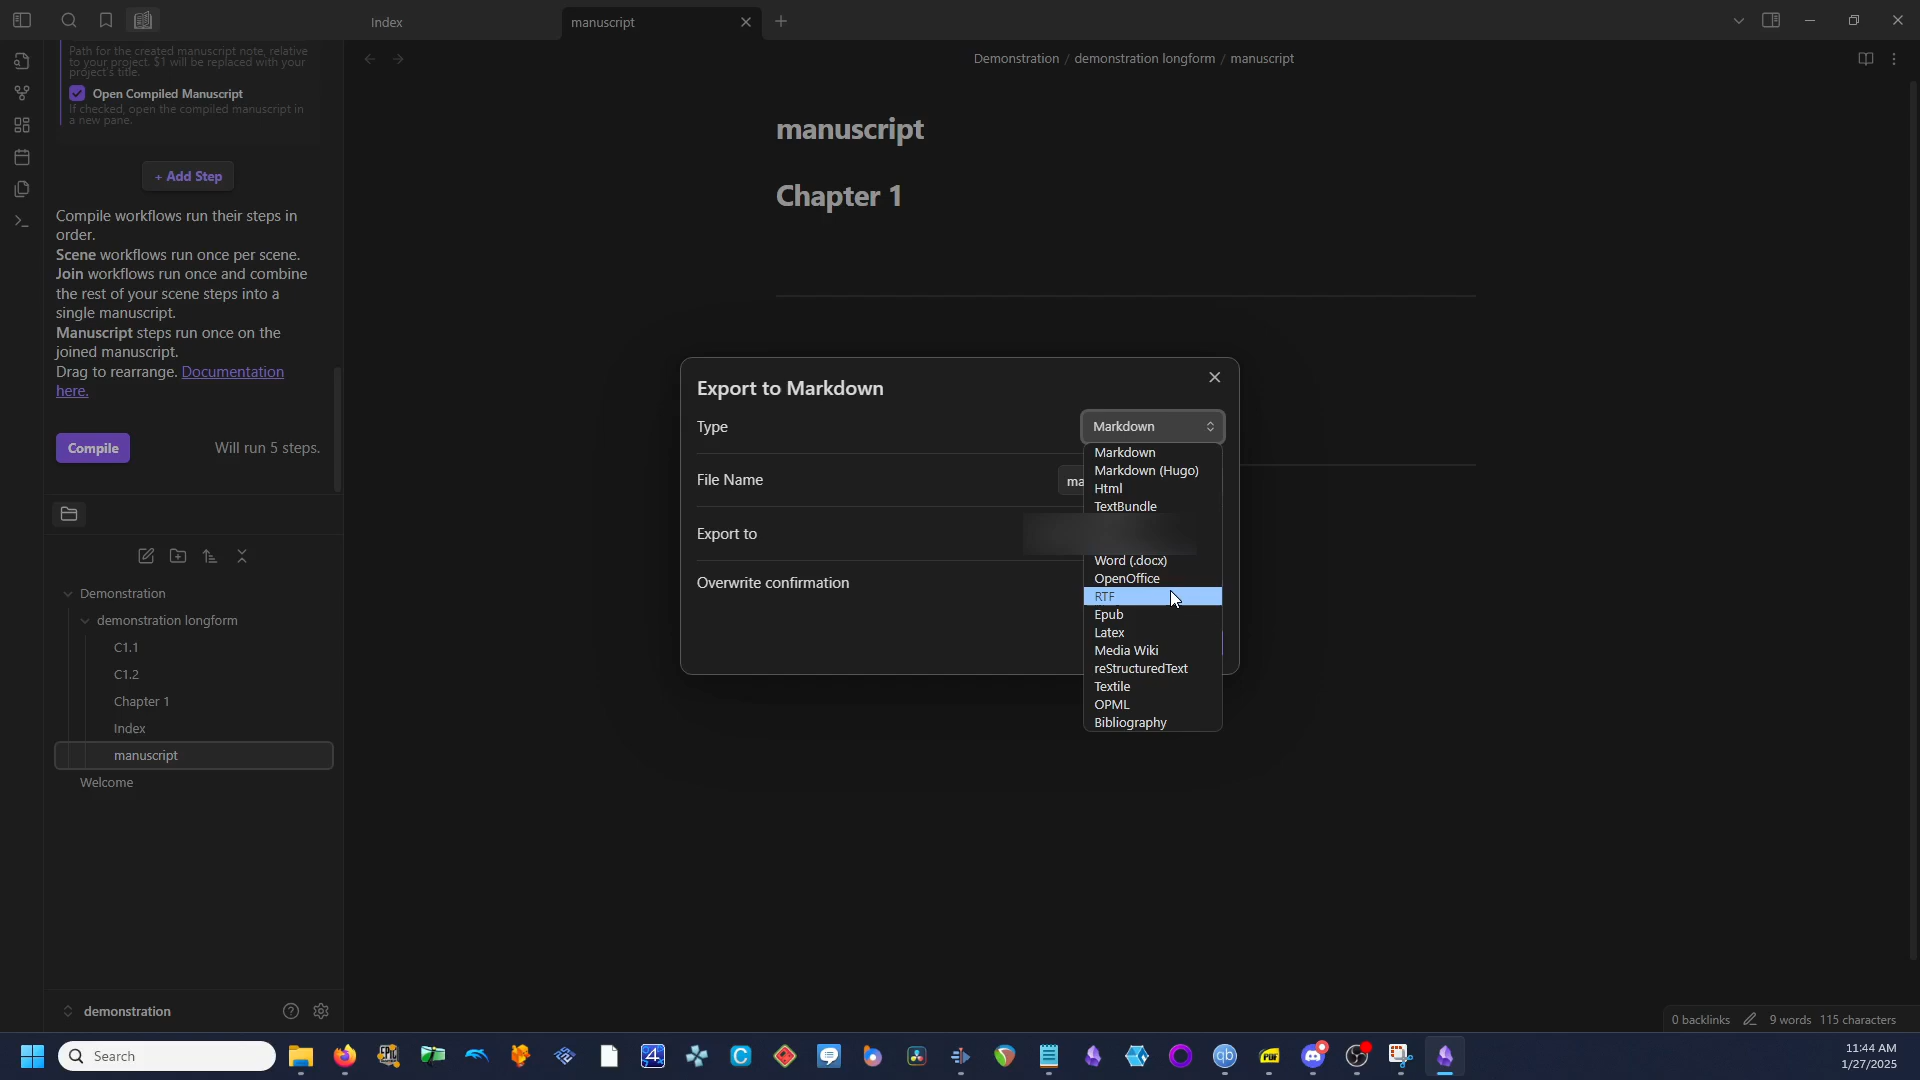 Index
manuscript
Path for the created manuscript note, relative
to your project. $1 will be replaced with your
project's title.
Open Compiled Manuscript
If checked, open the compiled manuscript in
a new pane.
+ Add Step
Compile workflows run their steps in
order.
Scene workflows run once per scene.
Join workflows run once and combine
the rest of your scene steps into a
single manuscript.
Manuscript steps run once on the
joined manuscript.
Drag to rearrange. Documentation
here.
Compile
Will run 5 steps.
Demonstration
demonstration longform
C1.1
C1.2
Chapter 1
Index
manuscript
Welcome
demonstration
Demonstration / demonstration longform / manuscript
manuscript
Chapter 1
Export to Markdown
Type
Markdown
File Name
ma
Export to
Overwrite confirmation
Markdown
Markdown (Hugo)
Html
TextBundle
Word (.docx)
OpenOffice
RTF
Epub
Latex
Media Wiki
reStructuredText
Textile
OPML
Bibliography
0 backlinks
9 words 115 characters
Search
11:44 AM
1/27/2025